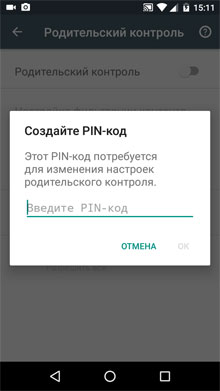 15:11
Родительский контроль
Родительский контроль
Создайте PIN-код
Этот PIN-код потребуется
для изменения настроек
родительского контроля.
Введите PIN-код
ОТМЕНА
ОК